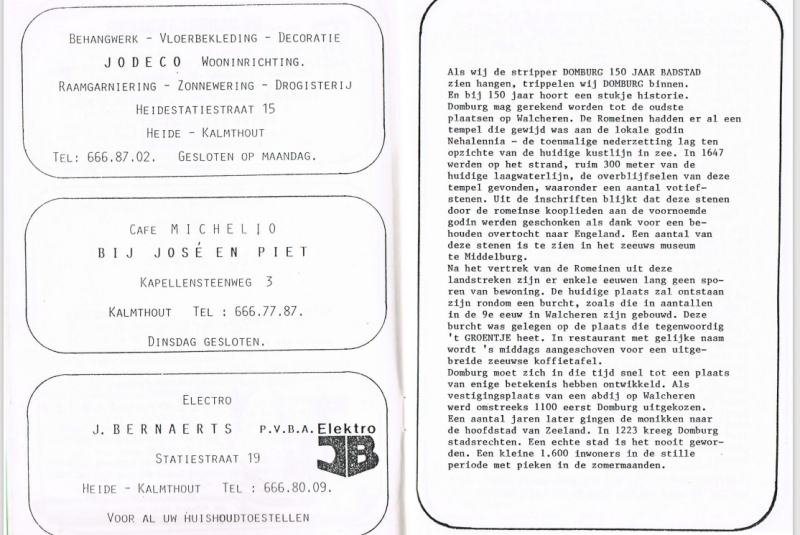 BEHANGWERK - VLOERBEKLEDING - DECORATIE
JODECO WOONINRICHTING.
RAAMGARNIERING - ZONNEWERING - DROGISTERIJ
HEIDESTATIESTRAAT 15
HEIDE - KALMTHOUT
TEL: 666.87.02. GESLOTEN OP MAANDAG.
CAFE MICHELIO
BIJ JOSÉ EN PIET
KAPELLENSTEENWEG 3
KALMTHOUT TEL : 666.77.87.
DINSDAG GESLOTEN.
ELECTRO
J. BERNAERTS P.V.B.A. Elektro
JB
STATIESTRAAT 19
HEIDE - KALMTHOUT TEL : 666.80.09.
VOOR AL UW HUISHOUDTOESTELLEN
Als wij de stripper DOMBURG 150 JAAR BADSTAD
zien hangen, trippelen wij DOMBURG binnen.
En bij 150 jaar hoort een stukje historie.
Domburg mag gerekend worden tot de oudste
plaatsen op Walcheren. De Romeinen hadden er al een
tempel die gewijd was aan de lokale godin
Nehalennia - de toenmalige nederzetting lag ten
opzichte van de huidige kustlijn in zee. In 1647
werden op het strand, ruim 300 meter van de
huidige laagwaterlijn, de overblijfselen van deze
tempel gevonden, waaronder een aantal votief-
stenen. Uit de inschriften blijkt dat deze stenen
door de romeinse kooplieden aan de voornoemde
godin werden geschonken als dank voor een be-
houden overtocht naar Engeland. Een aantal van
deze stenen is te zien in het zeeuws museum
te Middelburg.
Na het vertrek van de Romeinen uit deze
landstreken zijn er enkele eeuwen lang geen spo-
ren van bewoning. De huidige plaats zal ontstaan
zijn rondom een burcht, zoals die in aantallen
in de 9e eeuw in Walcheren zijn gebouwd. Deze
burcht was gelegen op de plaats die tegenwoordig
't GROENTJE heet. In restaurant met gelijke naam
wordt 's middags aangeschoven voor een uitge-
breide zeeuwse koffietafel.
Domburg moet zich in die tijd snel tot een plaats
van enige betekenis hebben ontwikkeld. Als
vestigingsplaats van een abdij op Walcheren
werd omstreeks 1100 eerst Domburg uitgekozen.
Een aantal jaren later gingen de monikken naar
de hoofdstad van Zeeland. In 1223 kreeg Domburg
stadsrechten. Een echte stad is het nooit gewor-
den. Een kleine 1.600 inwoners in de stille
periode met pieken in de zomermaanden.